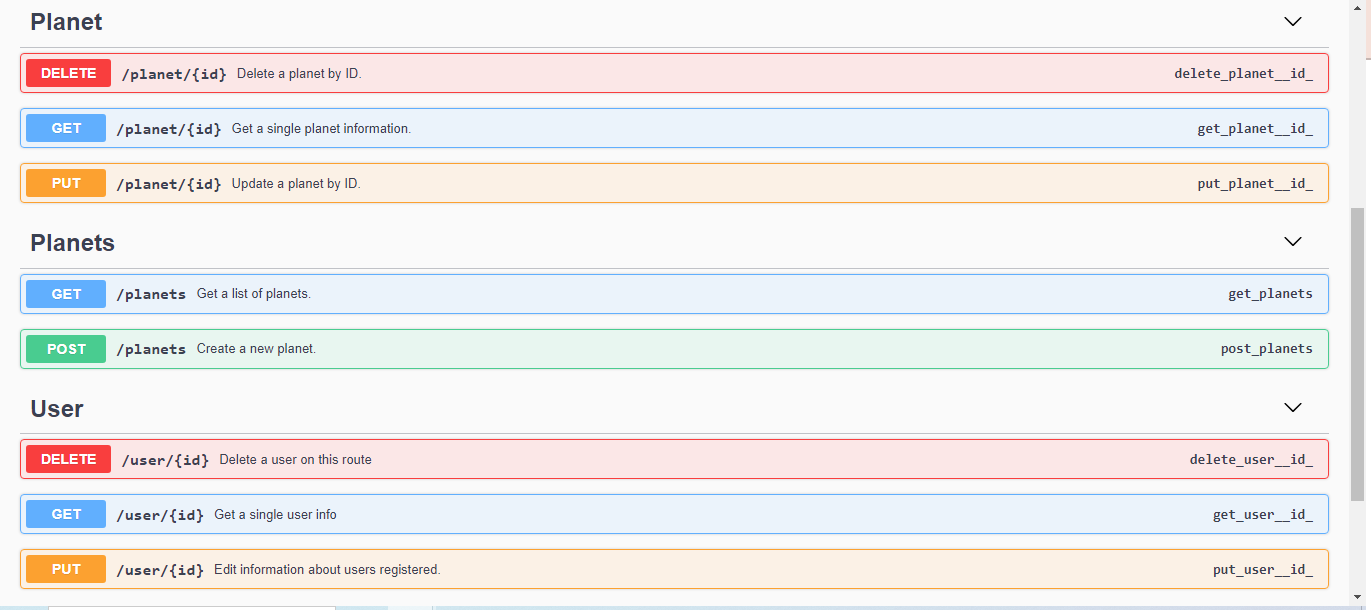 Planet
DELETE /planet/{id} Delete a planet by ID. delete_planet__id_
GET /planet/{id} Get a single planet information. get_planet__id_
PUT /planet/{id} Update a planet by ID. put_planet__id_
Planets
GET /planets Get a list of planets. get_planets
POST /planets Create a new planet. post_planets
User
DELETE /user/{id} Delete a user on this route delete_user__id_
GET /user/{id} Get a single user info get_user__id_
PUT /user/{id} Edit information about users registered. put_user__id_